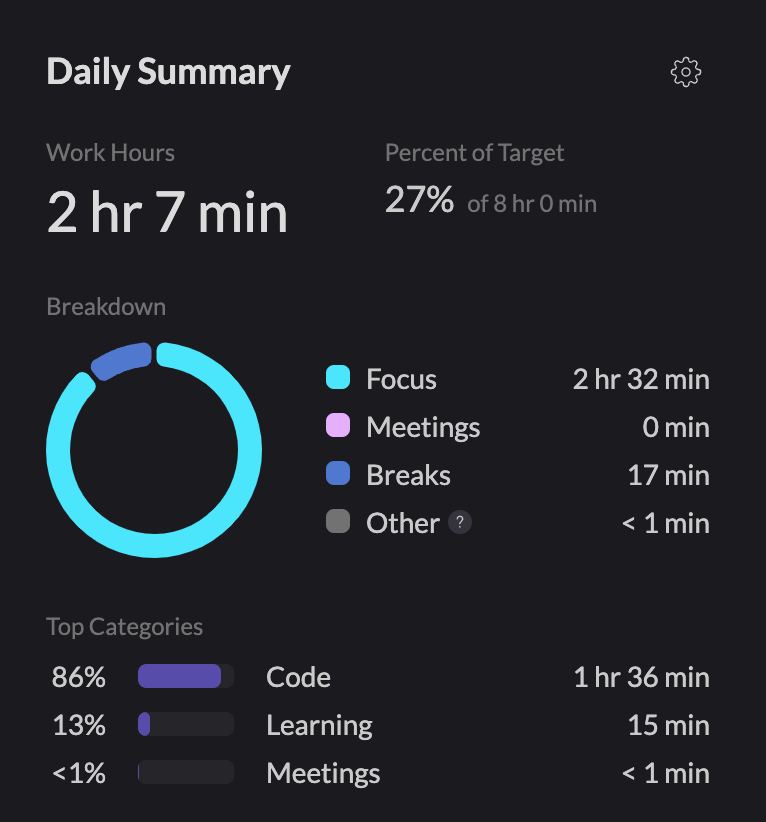 Daily Summary
Work Hours
Percent of Target
2 hr 7 min
27% of 8 hr 0 min
Breakdown
Focus 2 hr 32 min
Meetings 0 min
Breaks 17 min
Other ? < 1 min
Top Categories
86% Code 1 hr 36 min
13% Learning 15 min
<1% Meetings < 1 min